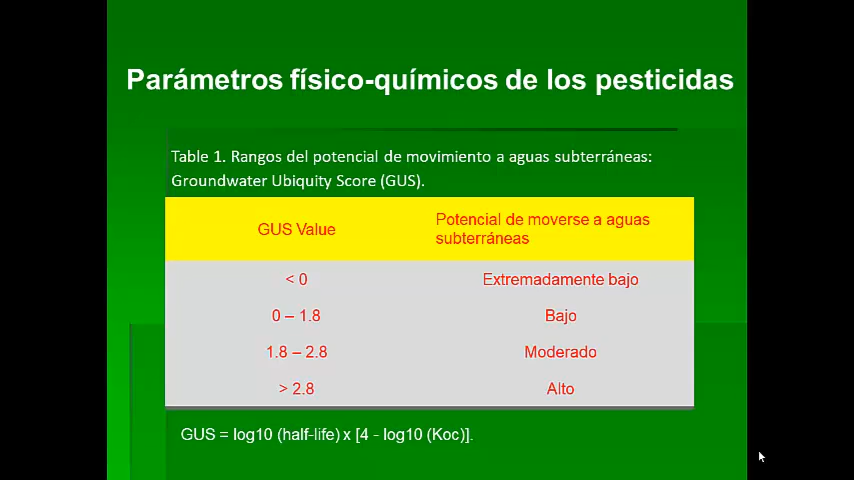 Parámetros físico-químicos de los pesticidas
Table 1. Rangos del potencial de movimiento a aguas subterráneas:
Groundwater Ubiquity Score (GUS).
GUS Value
Potencial de moverse a aguas
subterráneas
< 0 Extremadamente bajo
0 – 1.8 Bajo
1.8 – 2.8 Moderado
> 2.8 Alto
GUS = log10 (half-life) x [4 - log10 (Koc)].